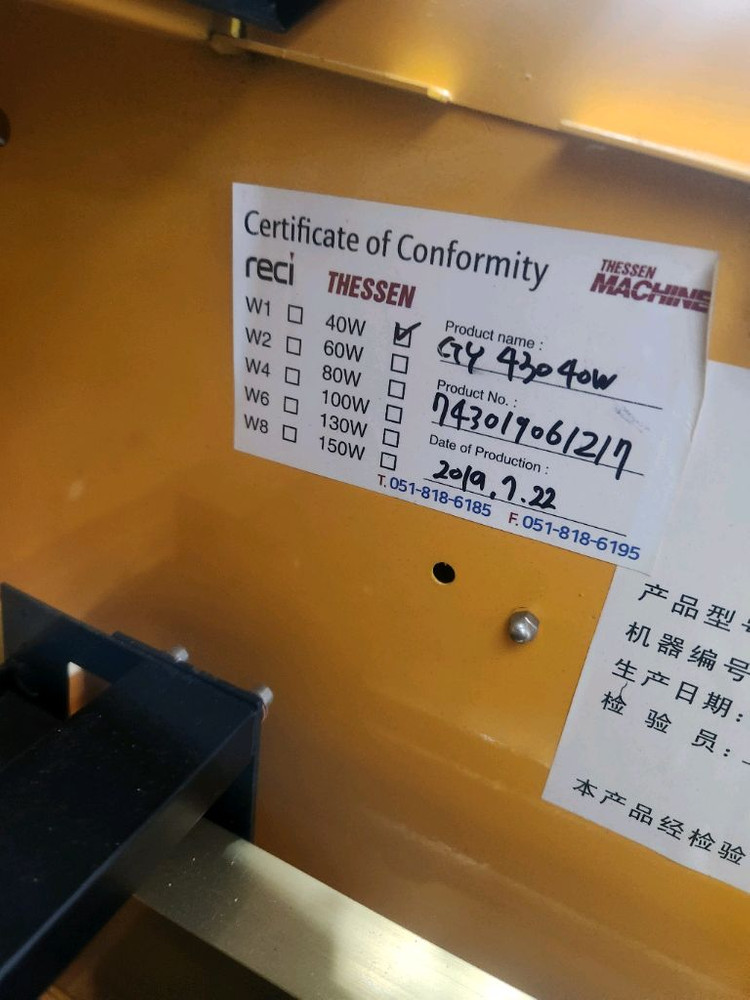 Certificate of Conformity
reci THESSEN THESSEN MACHINE
W1 40W ✓ Product name :
W2 60W GY 43040W
W4 80W Product No. :
W6 100W 743019061217
W8 130W Date of Production :
150W 2019.7.22
T. 051-818-6185 F. 051-818-6195
产品型号
机器编号
生产日期:
检 验 员:
本产品经检验